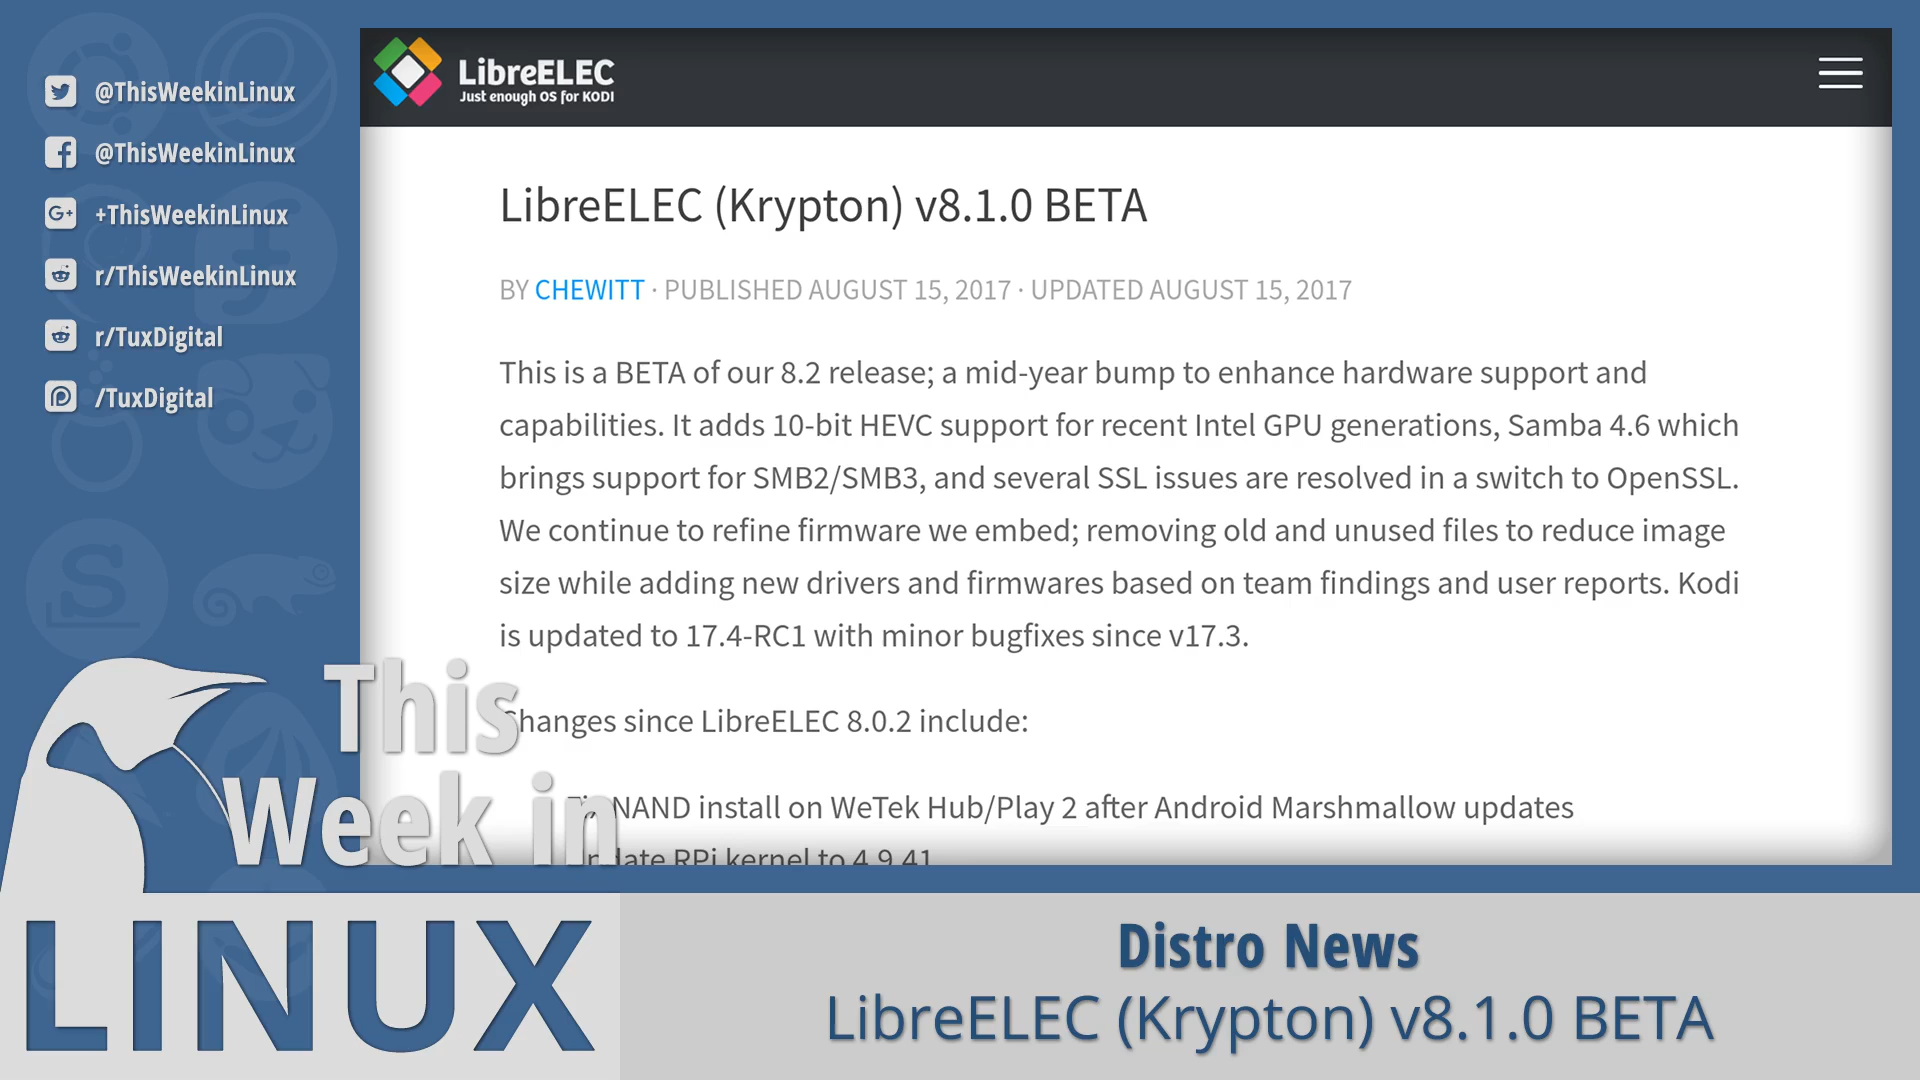 @ThisWeekinLinux
@ThisWeekinLinux
+ThisWeekinLinux
r/ThisWeekinLinux
r/TuxDigital
/TuxDigital
LibreELEC
Just enough OS for KODI
LibreELEC (Krypton) v8.1.0 BETA
BY CHEWITT · PUBLISHED AUGUST 15, 2017 · UPDATED AUGUST 15, 2017
This is a BETA of our 8.2 release; a mid-year bump to enhance hardware support and
capabilities. It adds 10-bit HEVC support for recent Intel GPU generations, Samba 4.6 which
brings support for SMB2/SMB3, and several SSL issues are resolved in a switch to OpenSSL.
We continue to refine firmware we embed; removing old and unused files to reduce image
size while adding new drivers and firmwares based on team findings and user reports. Kodi
is updated to 17.4-RC1 with minor bugfixes since v17.3.
Changes since LibreELEC 8.0.2 include:
NAND install on WeTek Hub/Play 2 after Android Marshmallow updates
RPi kernel to 4.9.41
This
Week in
LINUX
Distro News
LibreELEC (Krypton) v8.1.0 BETA